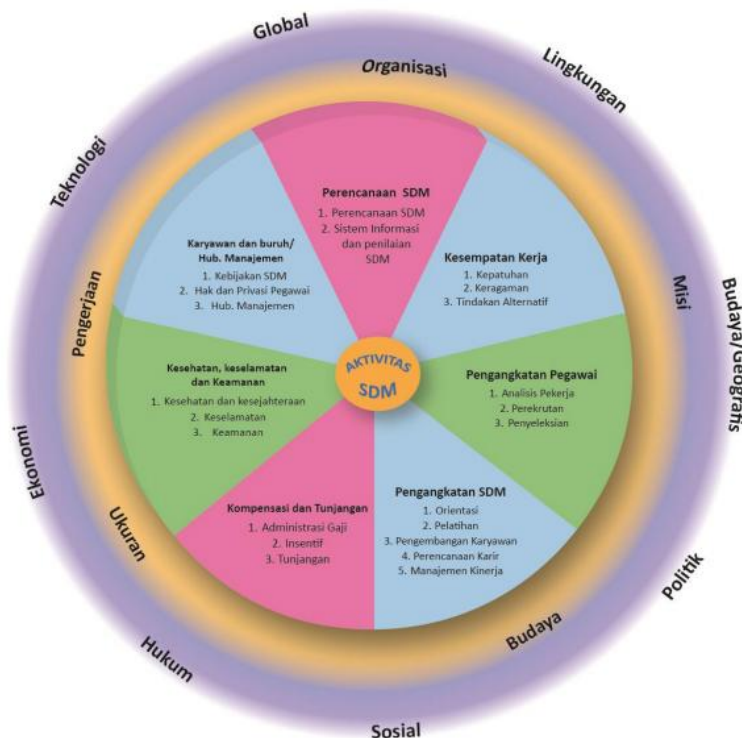 Global
Lingkungan
Organisasi
Teknologi
Perencanaan SDM
1. Perencanaan SDM
2. Sistem Informasi
dan penilaian
SDM
Karyawan dan buruh/
Hub. Manajemen
1. Kebijakan SDM
2. Hak dan Privasi Pegawai
3. Hub. Manajemen
Kesempatan Kerja
1. Kepatuhan
2. Keragaman
3. Tindakan Alternatif
Misi
Budaya/Geografis
Pengerjaan
AKTIVITAS
SDM
Kesehatan, keselamatan
dan Keamanan
1. Kesehatan dan kesejahteraan
2. Keselamatan
3. Keamanan
Pengangkatan Pegawai
1. Analisis Pekerja
2. Perekrutan
3. Penyeleksian
Ekonomi
Ukuran
Kompensasi dan Tunjangan
1. Administrasi Gaji
2. Insentif
3. Tunjangan
Pengangkatan SDM
1. Orientasi
2. Pelatihan
3. Pengembangan Karyawan
4. Perencanaan Karir
5. Manajemen Kinerja
Politik
Budaya
Hukum
Sosial